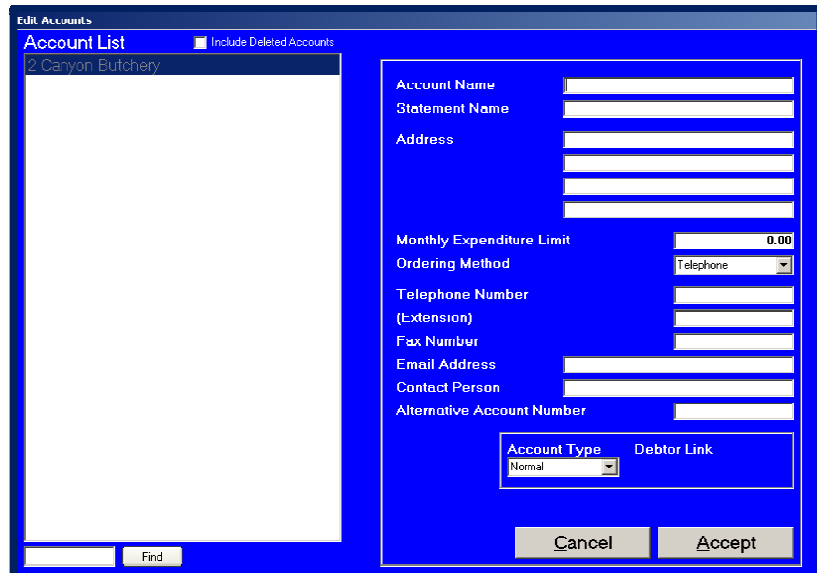 Edit Accounts
Account List
Include Deleted Accounts
2 Canyon Butchery
Account Name
Statement Name
Address
Monthly Expenditure Limit 0.00
Ordering Method Telephone
Telephone Number
(Extension)
Fax Number
Email Address
Contact Person
Alternative Account Number
Account Type Debtor Link
Normal
Find
Cancel Accept